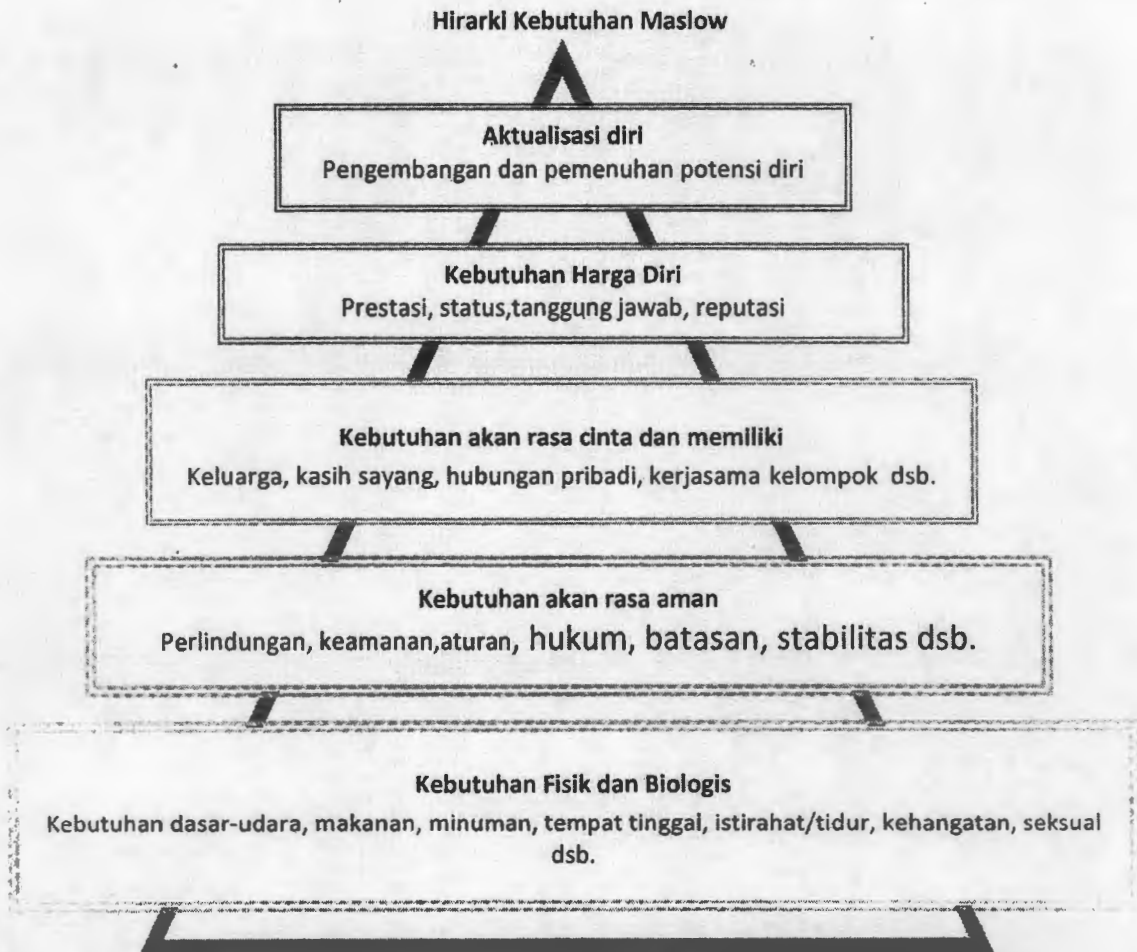 Hirarki Kebutuhan Maslow
Aktualisasi diri
Pengembangan dan pemenuhan potensi diri
Kebutuhan Harga Diri
Prestasi, status,tanggung jawab, reputasi
Kebutuhan akan rasa cinta dan memiliki
Keluarga, kasih sayang, hubungan pribadi, kerjasama kelompok dsb.
Kebutuhan akan rasa aman
Perlindungan, keamanan,aturan, hukum, batasan, stabilitas dsb.
Kebutuhan Fisik dan Biologis
Kebutuhan dasar-udara, makanan, minuman, tempat tinggal, istirahat/tidur, kehangatan, seksual
dsb.